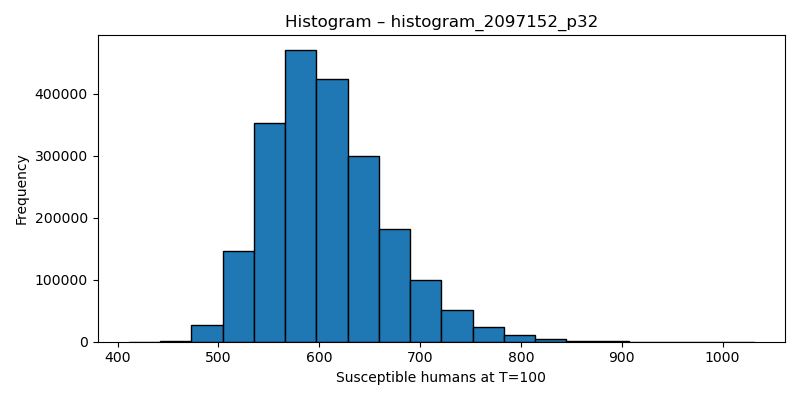 Histogram – histogram_2097152_p32
Frequency
400000
300000
200000
100000
0
400 500 600 700 800 900 1000
Susceptible humans at T=100